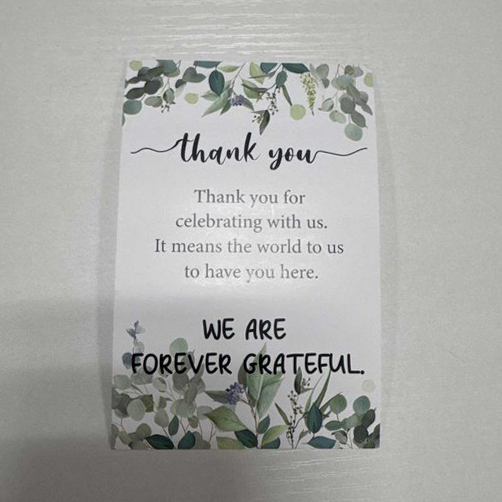 thank you
Thank you for
celebrating with us.
It means the world to us
to have you here.
WE ARE
FOREVER GRATEFUL.